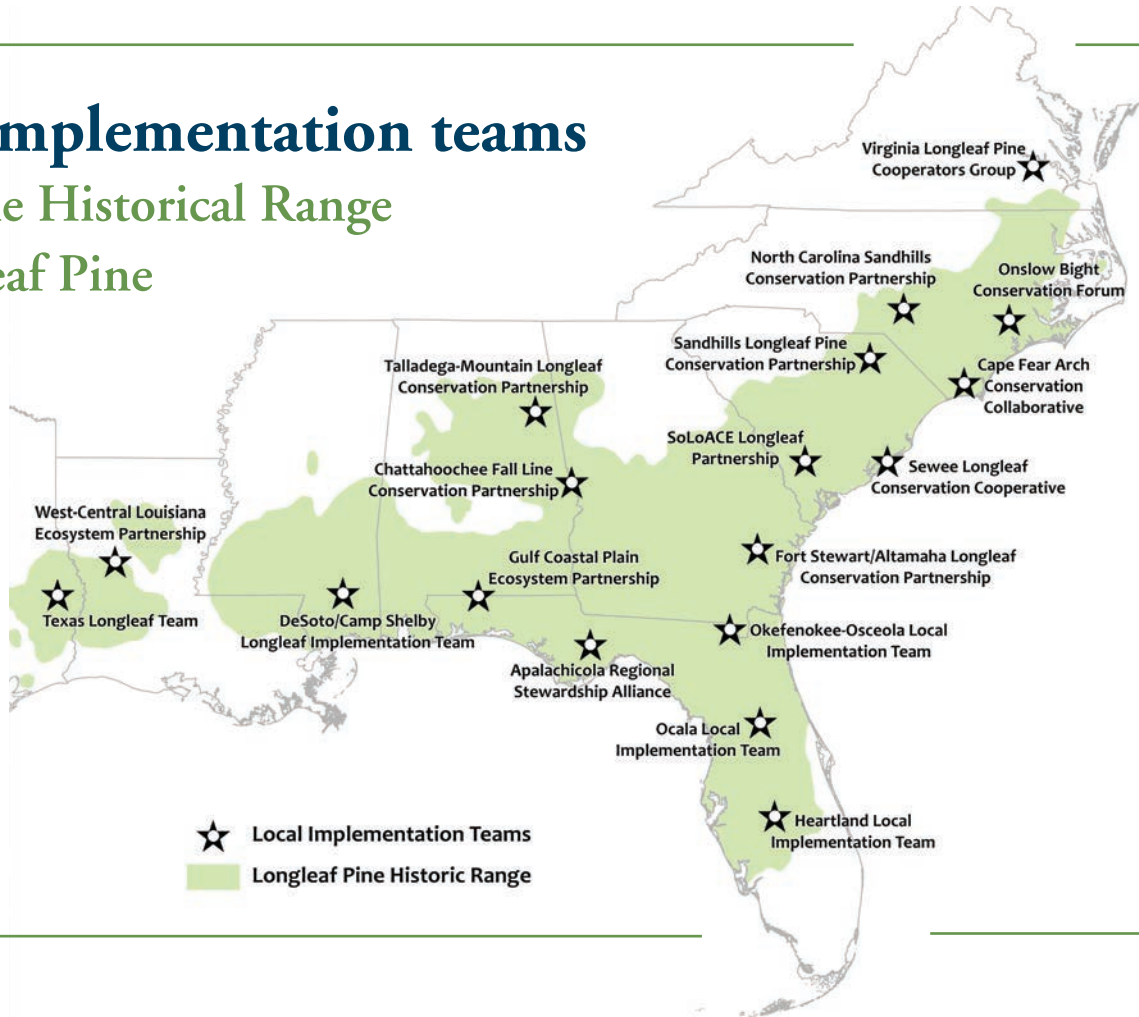 mplementation teams
e Historical Range
eaf Pine
Virginia Longleaf Pine
Cooperators Group
North Carolina Sandhills
Conservation Partnership
Onslow Bight
Conservation Forum
Sandhills Longleaf Pine
Conservation Partnership
Cape Fear Arch
Conservation
Collaborative
Talladega-Mountain Longleaf
Conservation Partnership
SoLoACE Longleaf
Partnership
Chattahoochee Fall Line
Conservation Partnership
Sewee Longleaf
Conservation Cooperative
West-Central Louisiana
Ecosystem Partnership
Gulf Coastal Plain
Ecosystem Partnership
Fort Stewart/Altamaha Longleaf
Conservation Partnership
Texas Longleaf Team
DeSoto/Camp Shelby
Longleaf Implementation Team
Okefenokee-Osceola Local
Implementation Team
Apalachicola Regional
Stewardship Alliance
Ocala Local
Implementation Team
Heartland Local
Implementation Team
Local Implementation Teams
Longleaf Pine Historic Range